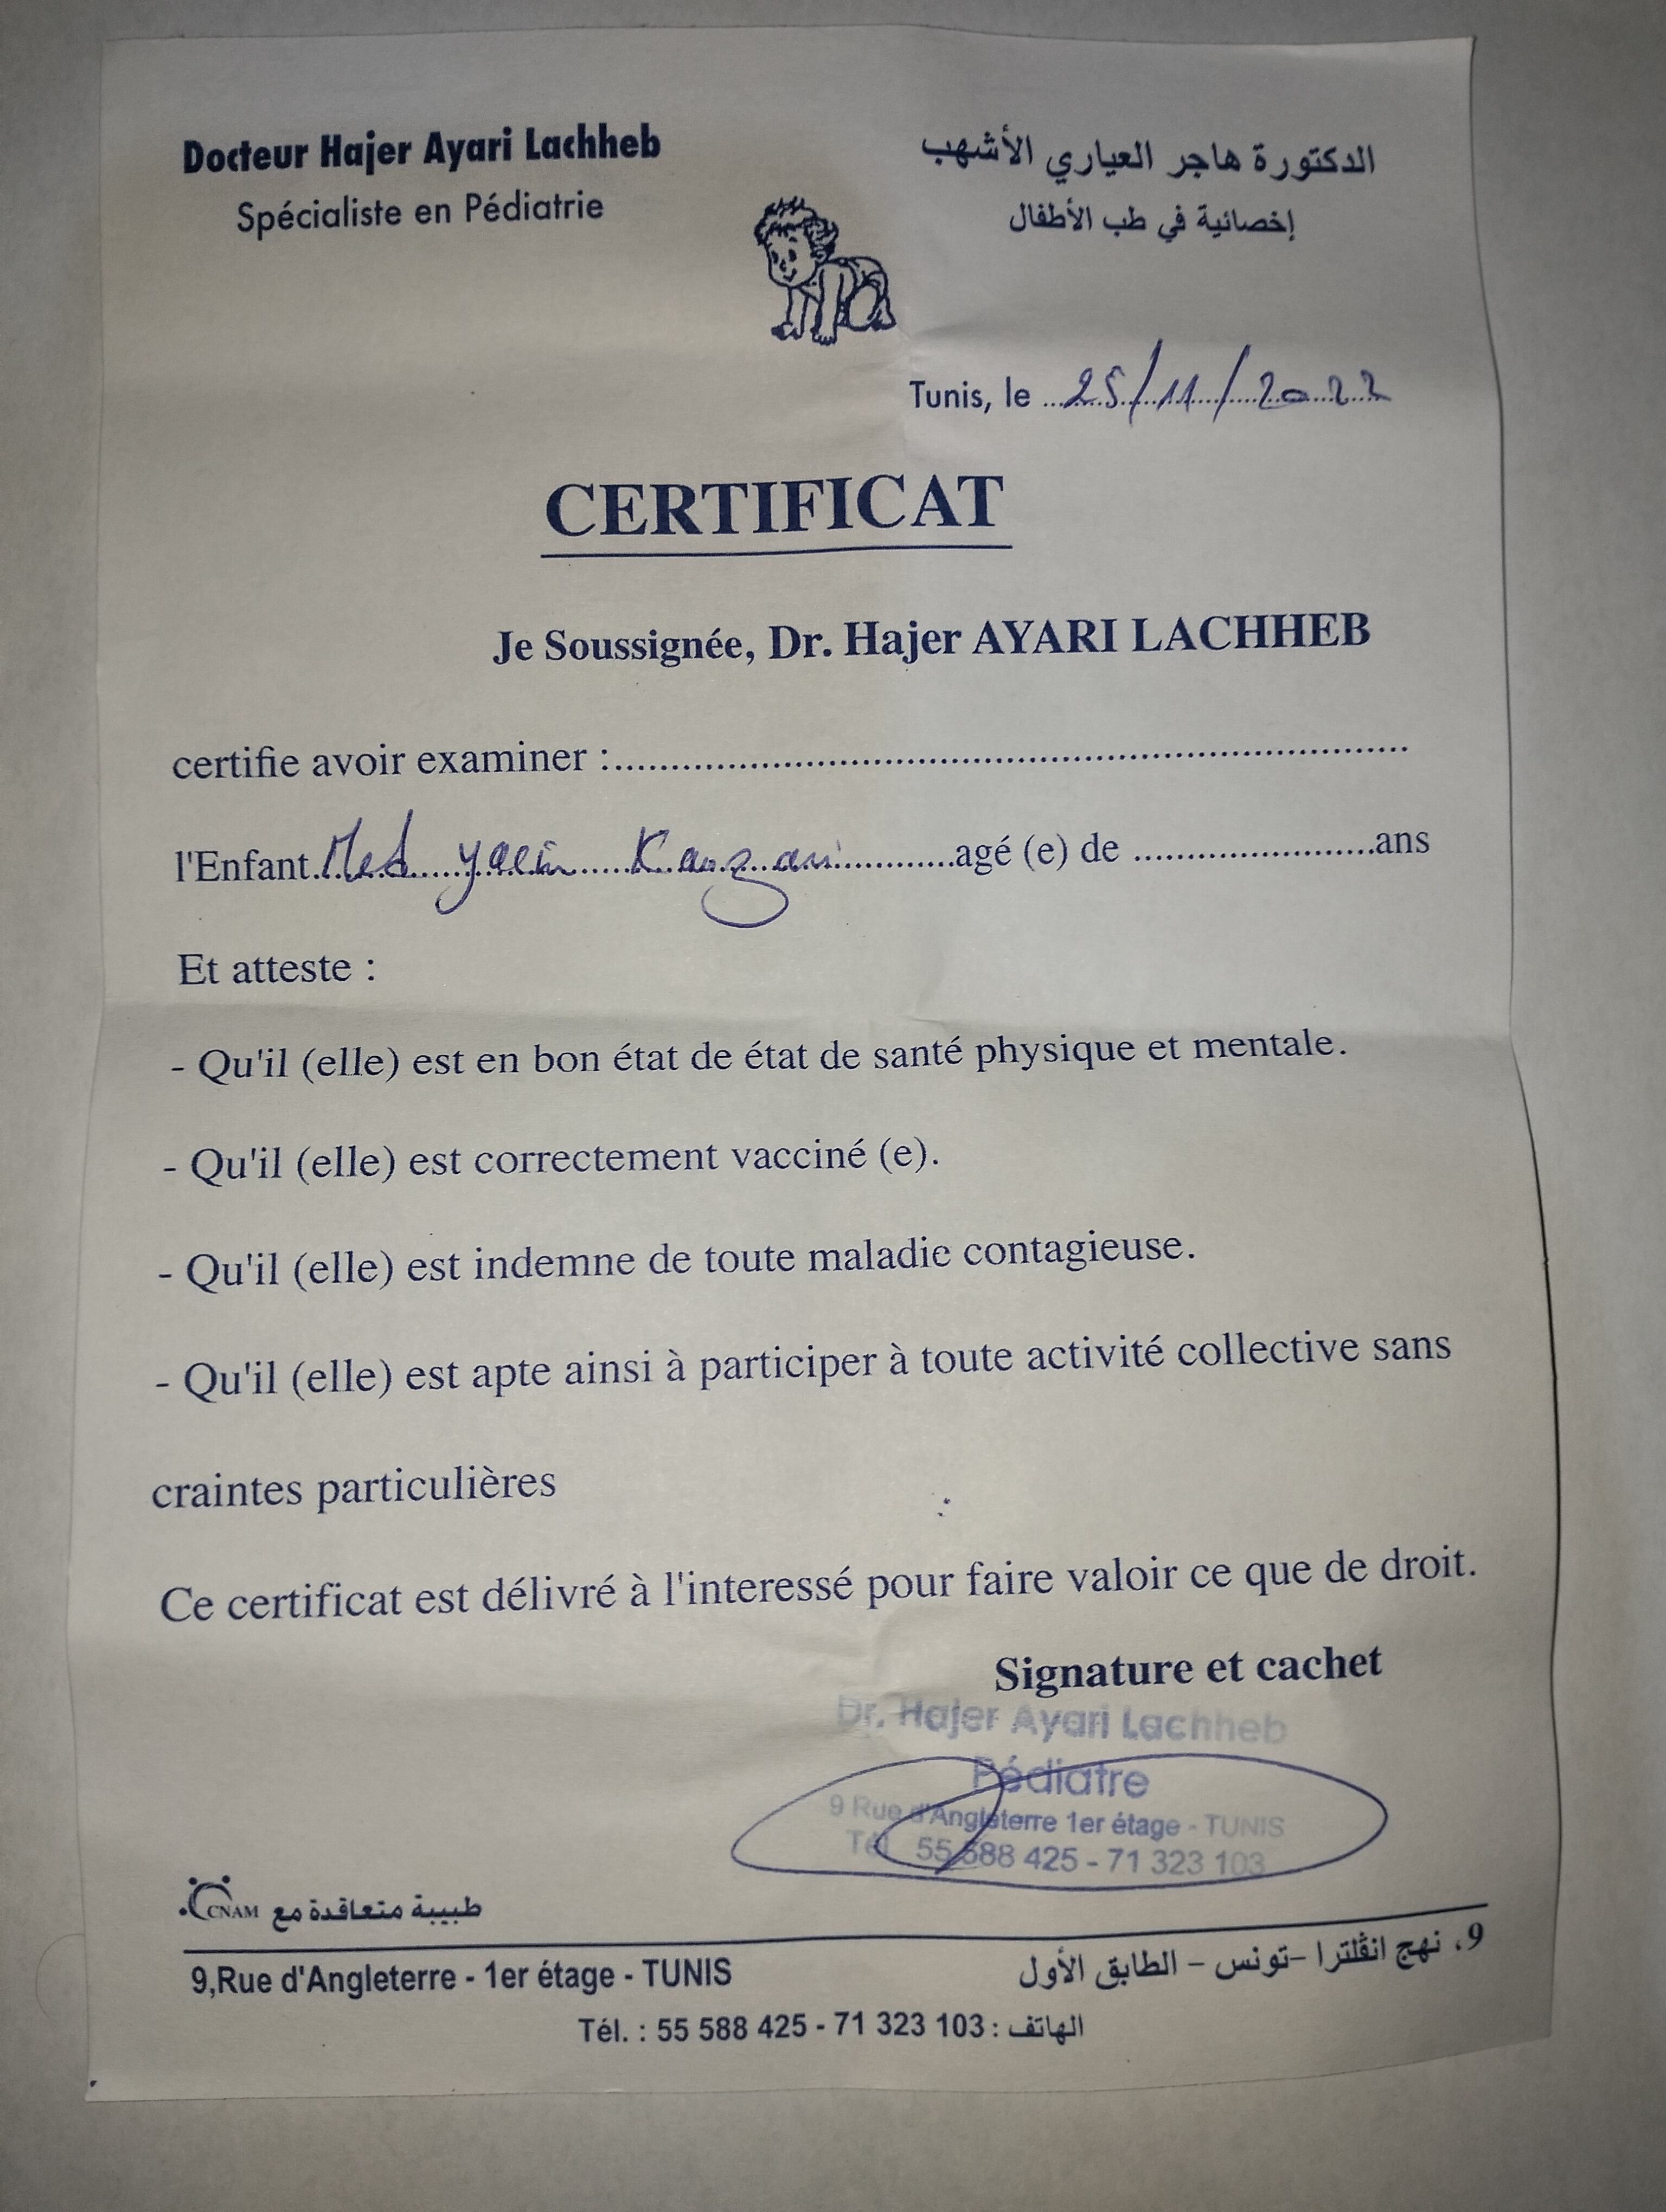 Docteur Hajer Ayari Lachheb
Spécialiste en Pédiatrie
الدكتورة هاجر العياري الأشهب
إخصائية في طب الأطفال
Tunis, le 25/11/2022
CERTIFICAT
Je Soussignée, Dr. Hajer AYARI LACHHEB
certifie avoir examiner :
l'Enfant Med yacin agé (e) de ans
Et atteste :
- Qu'il (elle) est en bon état de état de santé physique et mentale.
- Qu'il (elle) est correctement vacciné (e).
- Qu'il (elle) est indemne de toute maladie contagieuse.
- Qu'il (elle) est apte ainsi à participer à toute activité collective sans
craintes particulières
Ce certificat est délivré à l'interessé pour faire valoir ce que de droit.
Signature et cachet
Dr. Hajer Ayari Lachheb
Pédiatre
9 Rue d'Angleterre 1er étage - TUNIS
Tél 55 588 425 - 71 323 103
طبيبة متعاقدة مع CNAM
9,Rue d'Angleterre - 1er étage - TUNIS
9، نهج انڨلترا -تونس - الطابق الأول
Tél. : 55 588 425 - 71 323 103 : الهاتف